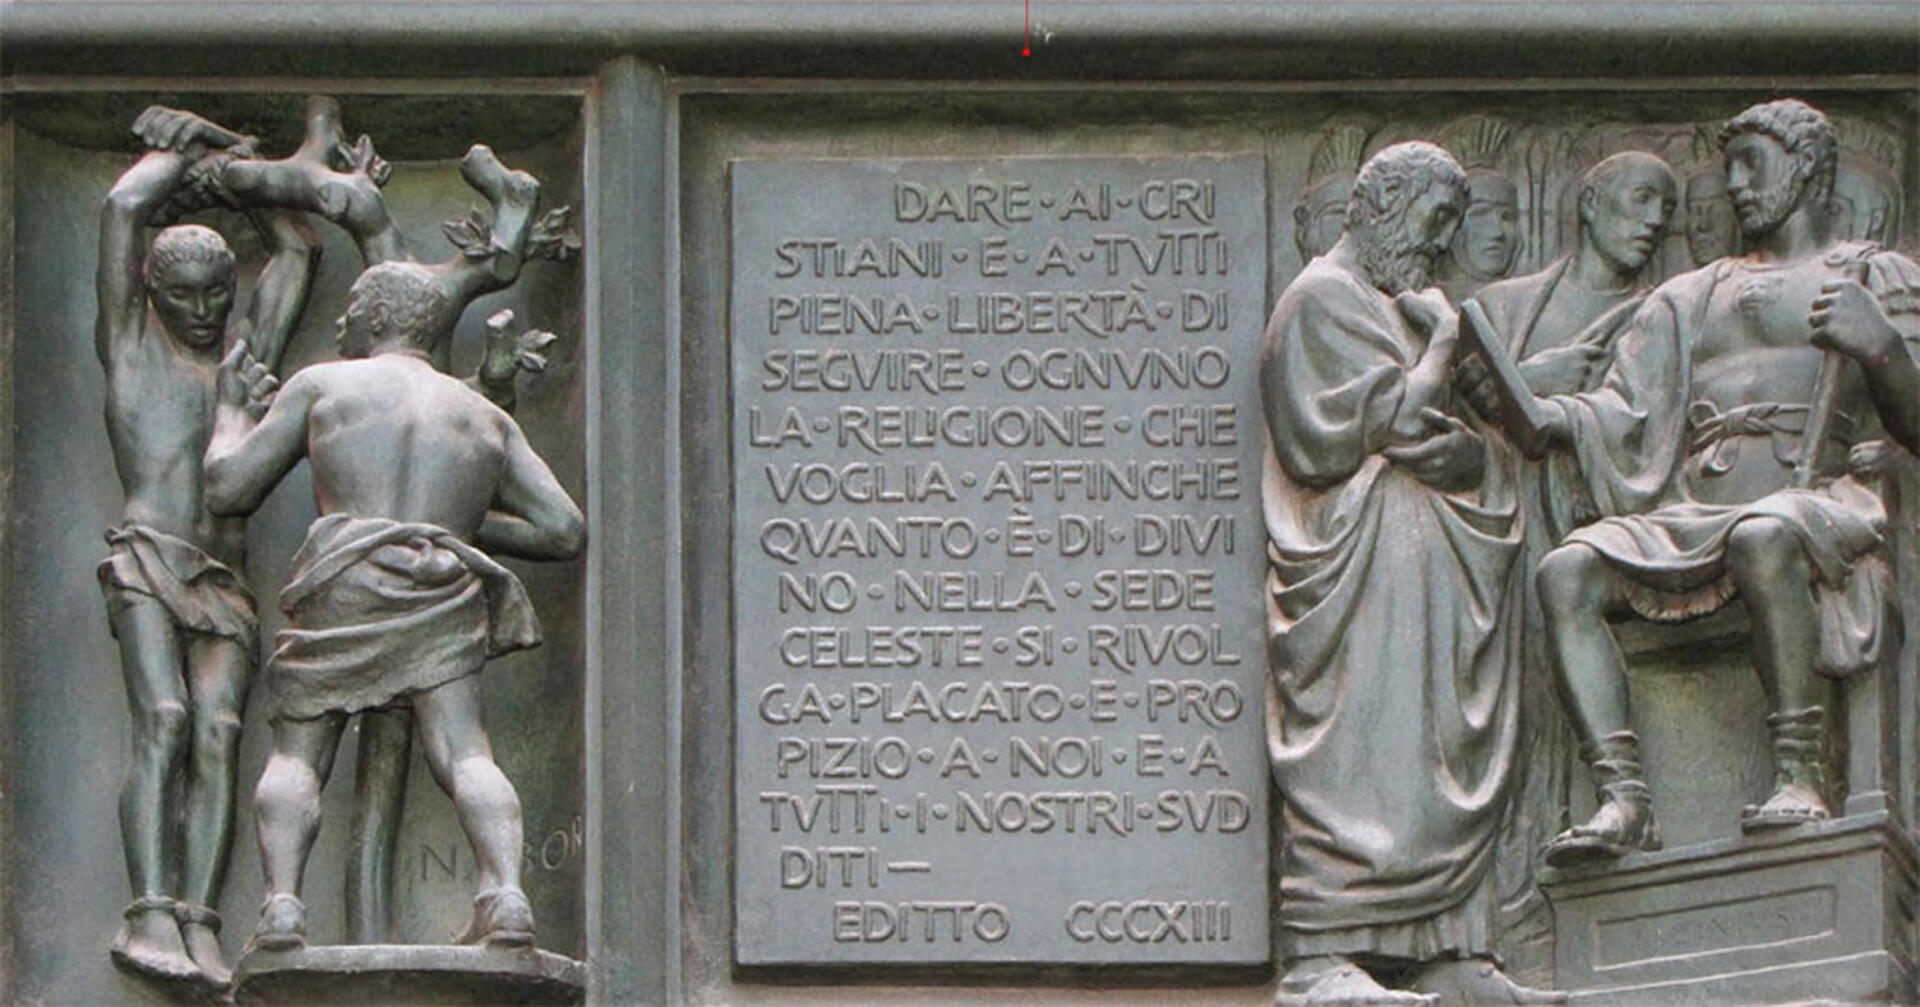 DARE·AI·CRI
STIANI·E·A·TVTTI
PIENA·LIBERTÀ·DI
SEGVIRE·OGNVNO
LA·RELIGIONE·CHE
VOGLIA·AFFINCHE
QVANTO·È·DI·DIVI
NO·NELLA·SEDE
CELESTE·SI·RIVOL
GA·PLACATO·E·PRO
PIZIO·A·NOI·E·A
TVTTI·I·NOSTRI·SVD
DITI—
EDITTO CCCXIII